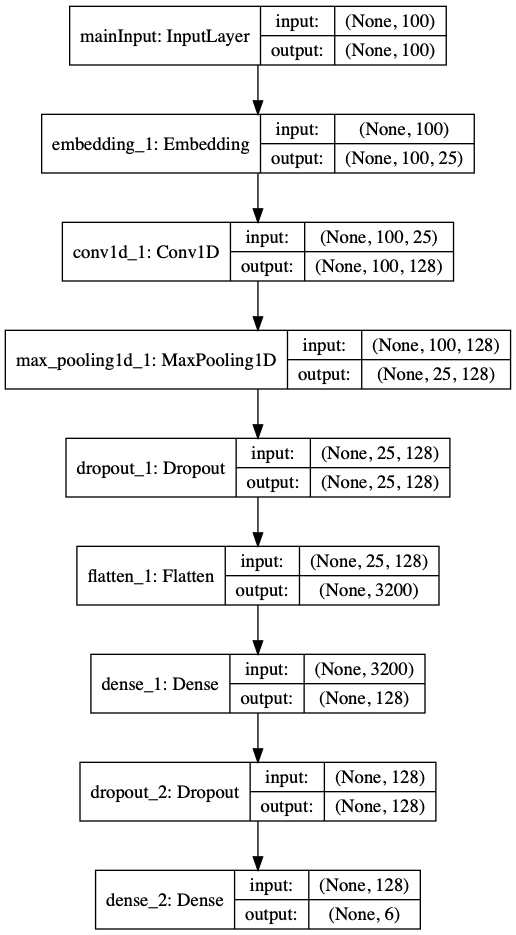 mainInput: InputLayer
input: (None, 100)
output: (None, 100)
embedding_1: Embedding
input: (None, 100)
output: (None, 100, 25)
conv1d_1: Conv1D
input: (None, 100, 25)
output: (None, 100, 128)
max_pooling1d_1: MaxPooling1D
input: (None, 100, 128)
output: (None, 25, 128)
dropout_1: Dropout
input: (None, 25, 128)
output: (None, 25, 128)
flatten_1: Flatten
input: (None, 25, 128)
output: (None, 3200)
dense_1: Dense
input: (None, 3200)
output: (None, 128)
dropout_2: Dropout
input: (None, 128)
output: (None, 128)
dense_2: Dense
input: (None, 128)
output: (None, 6)